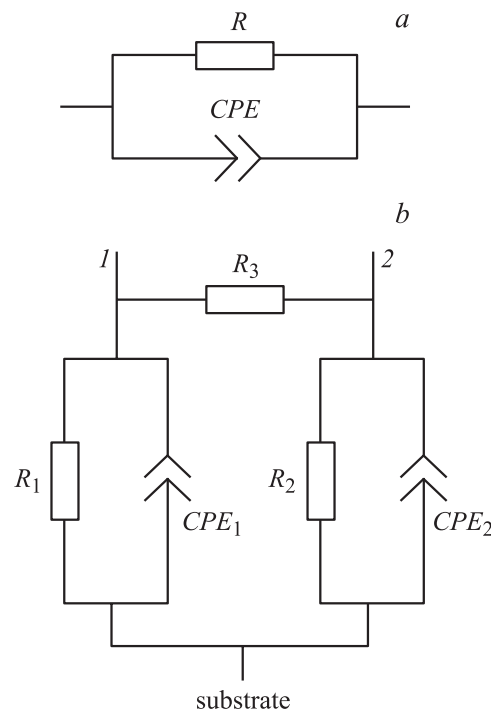 R a
CPE
b
1 R3 2
R1 R2
CPE1 CPE2
substrate